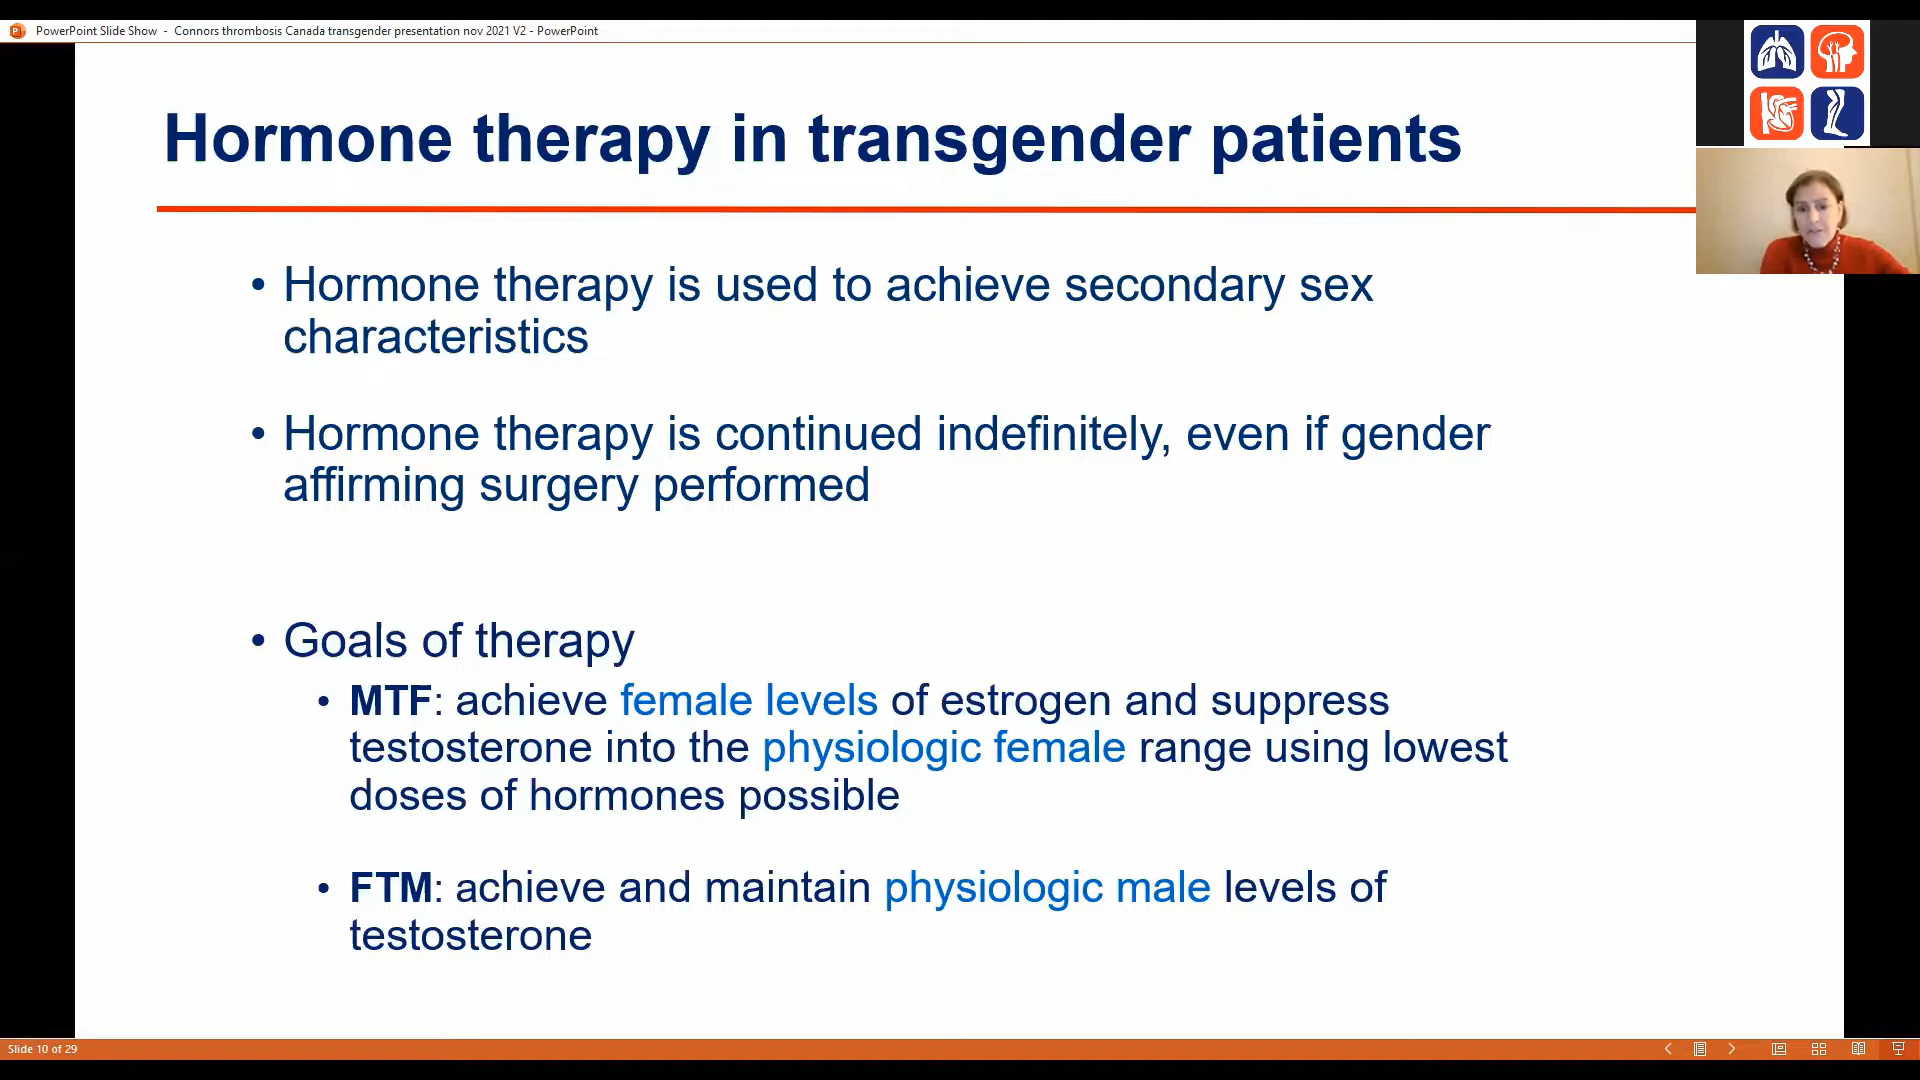 PowerPoint Slide Show - Connors thrombosis Canada transgender presentation nov 2021 V2 - PowerPoint
Hormone therapy in transgender patients
• Hormone therapy is used to achieve secondary sex
characteristics
• Hormone therapy is continued indefinitely, even if gender
affirming surgery performed
• Goals of therapy
• MTF: achieve female levels of estrogen and suppress
testosterone into the physiologic female range using lowest
doses of hormones possible
• FTM: achieve and maintain physiologic male levels of
testosterone
Slide 10 of 29